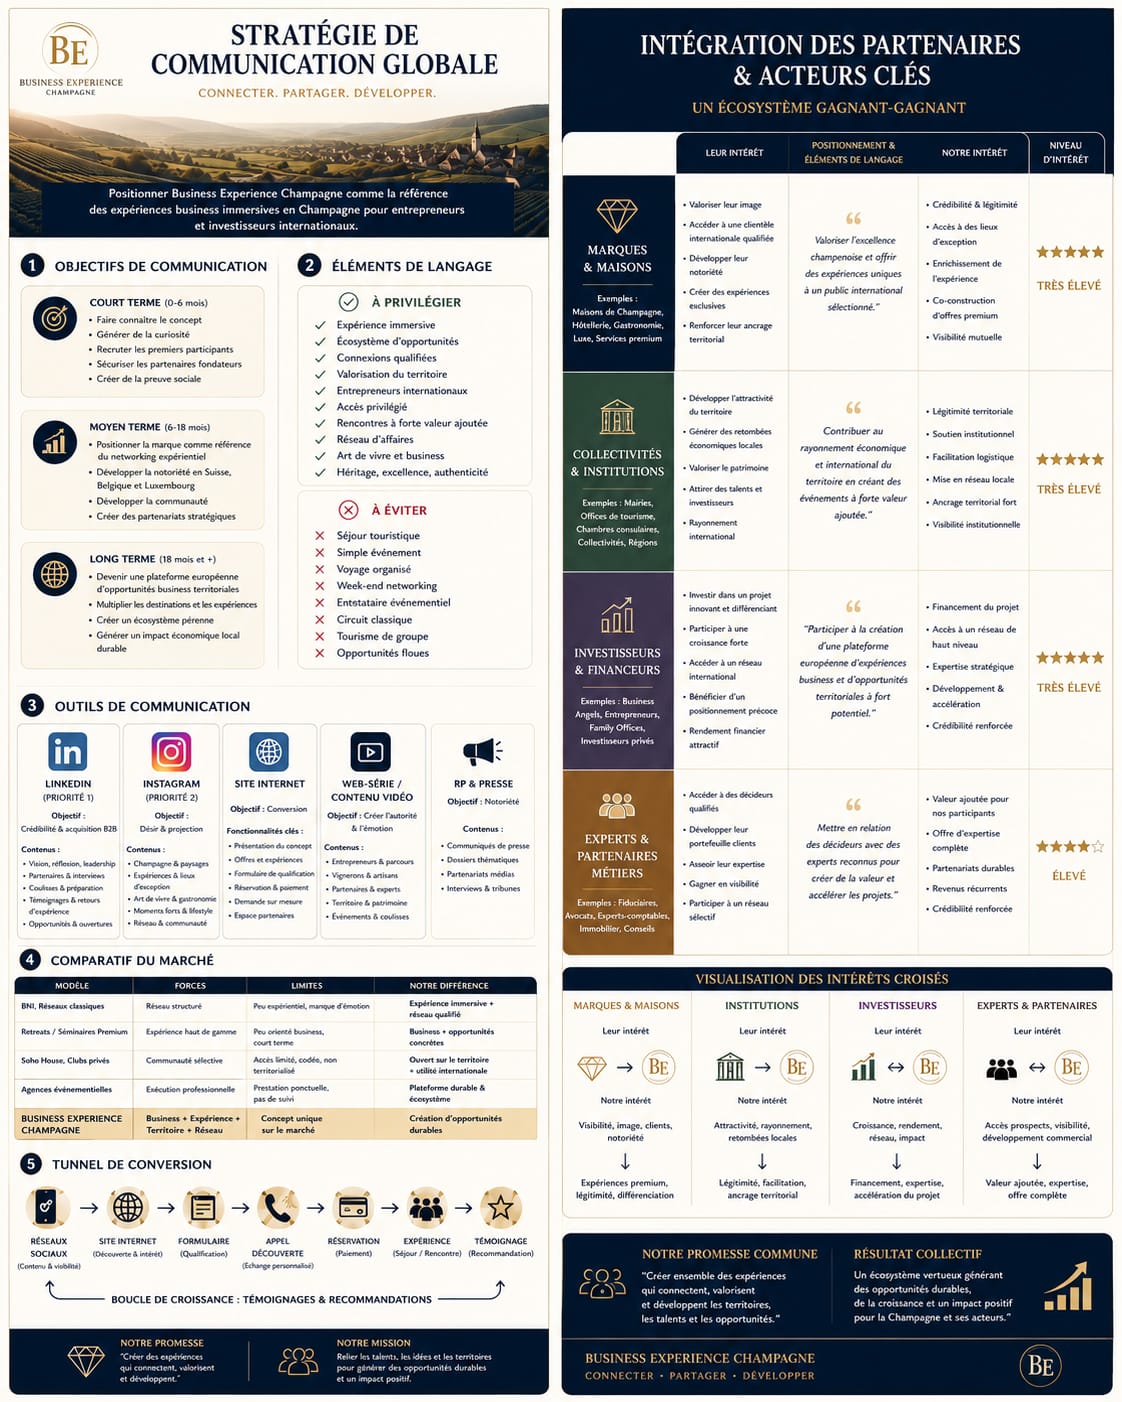 BE
BUSINESS EXPERIENCE
CHAMPAGNE
STRATÉGIE DE
COMMUNICATION GLOBALE
CONNECTER. PARTAGER. DÉVELOPPER.
Positionner Business Experience Champagne comme la référence
des expériences business immersives en Champagne pour entrepreneurs
et investisseurs internationaux.
1 OBJECTIFS DE COMMUNICATION
COURT TERME (0-6 mois)
• Faire connaître le concept
• Générer de la curiosité
• Recruter les premiers participants
• Sécuriser les partenaires fondateurs
• Créer de la preuve sociale
MOYEN TERME (6-18 mois)
• Positionner la marque comme référence
du networking expérientiel
• Développer la notoriété en Suisse,
Belgique et Luxembourg
• Développer la communauté
• Créer des partenariats stratégiques
LONG TERME (18 mois et +)
• Devenir une plateforme européenne
d'opportunités business territoriales
• Multiplier les destinations et les expériences
• Créer un écosystème pérenne
• Générer un impact économique local
durable
2 ÉLÉMENTS DE LANGAGE
À PRIVILÉGIER
Expérience immersive
Écosystème d'opportunités
Connexions qualifiées
Valorisation du territoire
Entrepreneurs internationaux
Accès privilégié
Rencontres à forte valeur ajoutée
Réseau d'affaires
Art de vivre et business
Héritage, excellence, authenticité
À ÉVITER
Séjour touristique
Simple événement
Voyage organisé
Week-end networking
Entstataire événementiel
Circuit classique
Tourisme de groupe
Opportunités floues
3 OUTILS DE COMMUNICATION
in
LINKEDIN
(PRIORITÉ 1)
Objectif :
Crédibilité & acquisition B2B
Contenus :
• Vision, réflexion, leadership
• Partenaires & interviews
• Coulisses & préparation
• Témoignages & retours
d'expérience
• Opportunités & ouvertures
INSTAGRAM
(PRIORITÉ 2)
Objectif :
Désir & projection
Contenus :
• Champagne & paysages
• Expériences & lieux
d'exception
• Art de vivre & gastronomie
• Moments forts & lifestyle
• Réseau & communauté
SITE INTERNET
Objectif : Conversion
Fonctionnalités clés :
• Présentation du concept
• Offres et expériences
• Formulaire de qualification
• Réservation & paiement
• Demande sur mesure
• Espace partenaires
WEB-SÉRIE /
CONTENU VIDÉO
Objectif : Créer l'autorité
& l'émotion
Contenus :
• Entrepreneurs & parcours
• Vignerons & artisans
• Partenaires & experts
• Territoire & patrimoine
• Événements & coulisses
RP & PRESSE
Objectif : Notoriété
Contenus :
• Communiqués de presse
• Dossiers thématiques
• Partenariats médias
• Interviews & tribunes
4 COMPARATIF DU MARCHÉ
MODÈLE FORCES LIMITES NOTRE DIFFÉRENCE
BNI, Réseaux classiques Réseau structuré Peu expérientiel, manque d'émotion Expérience immersive +
réseau qualifié
Retreats / Séminaires Premium Expérience haut de gamme Peu orienté business,
court terme Business + opportunités
concrètes
Soho House, Clubs privés Communauté sélective Accès limité, codée, non
territorialisé Ouvert sur le territoire
+ utilité internationale
Agences événementielles Exécution professionnelle Prestation ponctuelle,
pas de suivi Plateforme durable &
écosystème
BUSINESS EXPERIENCE
CHAMPAGNE Business + Expérience +
Territoire + Réseau Concept unique
sur le marché Création d'opportunités
durables
5 TUNNEL DE CONVERSION
RÉSEAUX
SOCIAUX
(Contenu & visibilité)
SITE INTERNET
(Découverte & intérêt)
FORMULAIRE
(Qualification)
APPEL
DÉCOUVERTE
(Échange personnalisé)
RÉSERVATION
(Paiement)
EXPÉRIENCE
(Séjour / Rencontre)
TÉMOIGNAGE
(Recommandation)
BOUCLE DE CROISSANCE : TÉMOIGNAGES & RECOMMANDATIONS
NOTRE PROMESSE
"Créer des expériences
qui connectent, valorisent
et développent."
NOTRE MISSION
Relier les talents, les idées et les territoires
pour générer des opportunités durables
et un impact positif.
INTÉGRATION DES PARTENAIRES
& ACTEURS CLÉS
UN ÉCOSYSTÈME GAGNANT-GAGNANT
LEUR INTÉRÊT
POSITIONNEMENT &
ÉLÉMENTS DE LANGAGE
NOTRE INTÉRÊT
NIVEAU
D'INTÉRÊT
MARQUES
& MAISONS
Exemples :
Maisons de Champagne,
Hôtellerie, Gastronomie,
Luxe, Services premium
• Valoriser leur image
• Accéder à une clientèle
internationale qualifiée
• Développer leur
notoriété
• Créer des expériences
exclusives
• Renforcer leur ancrage
territorial
“
Valoriser l'excellence
champenoise et offrir
des expériences uniques
à un public international
sélectionné."
• Crédibilité & légitimité
• Accès à des lieux
d'exception
• Enrichissement de
l'expérience
• Co-construction
d'offres premium
• Visibilité mutuelle
★★★★★
TRÈS ÉLEVÉ
COLLECTIVITÉS
& INSTITUTIONS
Exemples : Mairies,
Offices de tourisme,
Chambres consulaires,
Collectivités, Régions
• Développer l'attractivité
du territoire
• Générer des retombées
économiques locales
• Valoriser le patrimoine
• Attirer des talents et
investisseurs
• Rayonnement
international
“
Contribuer au
rayonnement économique
et international du
territoire en créant des
événements à forte valeur
ajoutée."
• Légitimité territoriale
• Soutien institutionnel
• Facilitation logistique
• Mise en réseau locale
• Ancrage territorial fort
• Visibilité institutionnelle
★★★★★
TRÈS ÉLEVÉ
INVESTISSEURS
& FINANCEURS
Exemples : Business
Angels, Entrepreneurs,
Family Offices,
Investisseurs privés
• Investir dans un projet
innovant et différenciant
• Participer à une
croissance forte
• Accéder à un réseau
international
• Bénéficier d'un
positionnement précoce
• Rendement financier
attractif
“
"Participer à la création
d'une plateforme
européenne d'expériences
business et d'opportunités
territoriales à fort
potentiel."
• Financement du projet
• Accès à un réseau de
haut niveau
• Expertise stratégique
• Développement &
accélération
• Crédibilité renforcée
★★★★★
TRÈS ÉLEVÉ
EXPERTS &
PARTENAIRES
MÉTIERS
Exemples : Fiduciaires,
Avocats, Experts-comptables,
Immobilier, Conseils
• Accéder à des décideurs
qualifiés
• Développer leur
portefeuille clients
• Asseoir leur expertise
• Gagner en visibilité
• Participer à un réseau
sélectif
“
Mettre en relation
des décideurs avec des
experts reconnus pour
créer de la valeur et
accélérer les projets."
• Valeur ajoutée pour
nos participants
• Offre d'expertise
complète
• Partenariats durables
• Revenus récurrents
• Crédibilité renforcée
★★★★☆
ÉLEVÉ
VISUALISATION DES INTÉRÊTS CROISÉS
MARQUES & MAISONS
Leur intérêt
BE
Notre intérêt
Visibilité, image, clients,
notoriété
Expériences premium,
légitimité, différenciation
INSTITUTIONS
Leur intérêt
BE
Notre intérêt
Attractivité, rayonnement,
retombées locales
Légitimité, facilitation,
ancrage territorial
INVESTISSEURS
Leur intérêt
BE
Notre intérêt
Croissance, rendement,
réseau, impact
Financement, expertise,
accélération du projet
EXPERTS & PARTENAIRES
Leur intérêt
BE
Notre intérêt
Accès prospects, visibilité,
développement commercial
Valeur ajoutée, expertise,
offre complète
NOTRE PROMESSE COMMUNE
"Créer ensemble des expériences
qui connectent, valorisent
et développent les territoires,
les talents et les opportunités."
RÉSULTAT COLLECTIF
Un écosystème vertueux générant
des opportunités durables,
de la croissance et un impact positif
pour la Champagne et ses acteurs."
BUSINESS EXPERIENCE CHAMPAGNE
CONNECTER • PARTAGER • DÉVELOPPER
BE